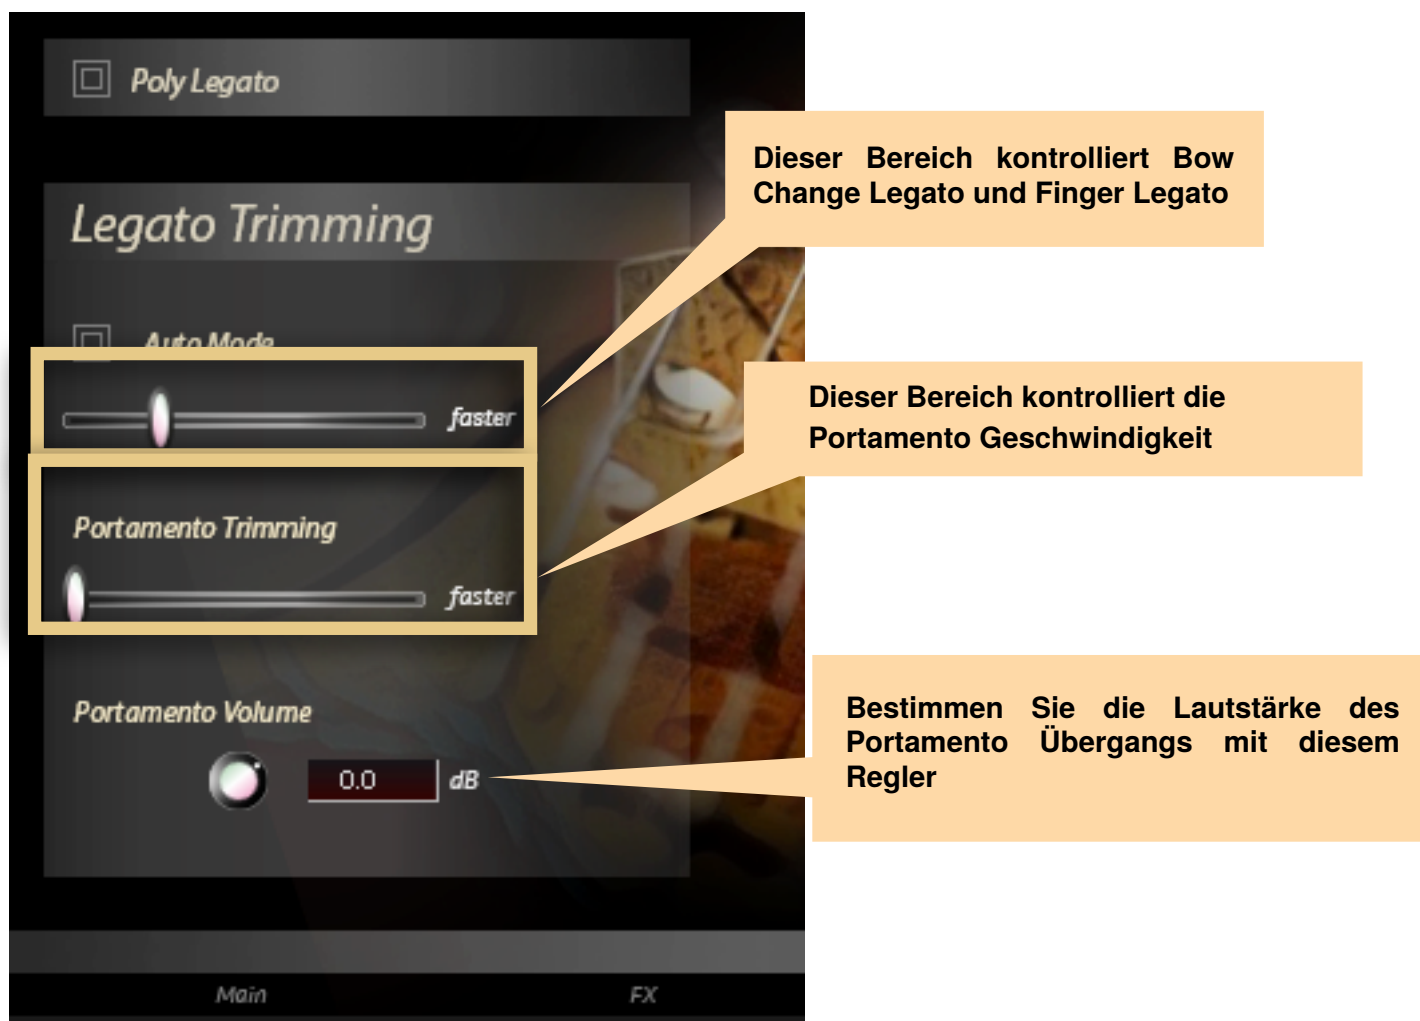 Poly Legato
Dieser Bereich kontrolliert Bow
Change Legato und Finger Legato
Legato Trimming
Auto Mode
faster
Dieser Bereich kontrolliert die
Portamento Geschwindigkeit
Portamento Trimming
faster
Portamento Volume
0.0 dB
Bestimmen Sie die Lautstärke des
Portamento Übergangs mit diesem
Regler
Main FX